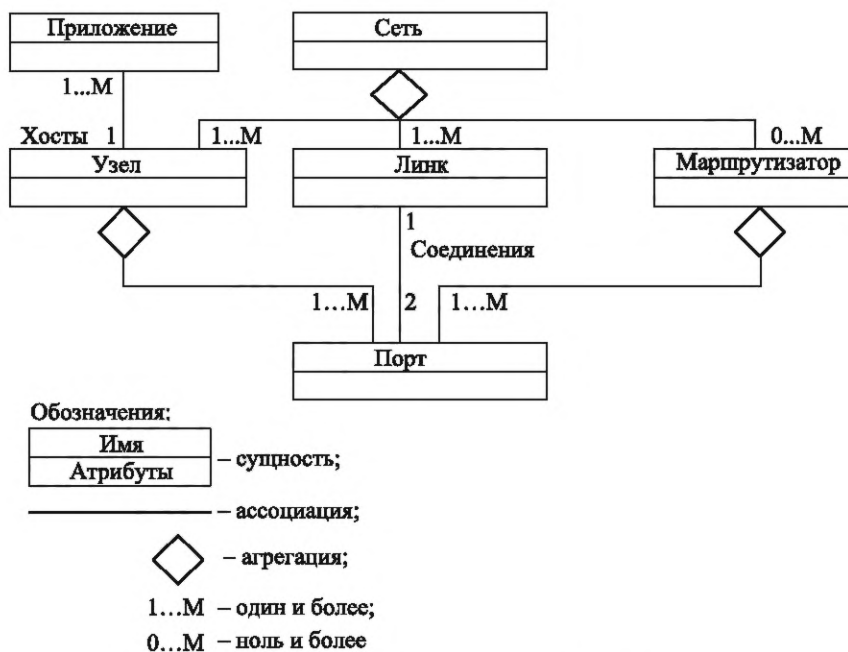 Приложение
Сеть
1...М
Хосты 1
1...М
1...М
0...М
Узел
Линк
Маршрутизатор
1
Соединения
1...М
2
1...М
Порт
Обозначения:
Имя
Атрибуты
– сущность;
– ассоциация;
– агрегация;
1...М – один и более;
0...М – ноль и более